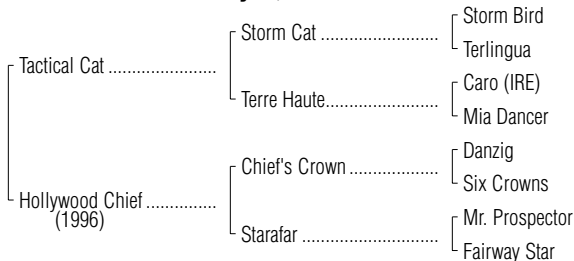 Storm Bird
Storm Cat ......................
Terlingua
Tactical Cat ......................
Caro (IRE)
Terre Haute.....................
Mia Dancer
Danzig
Chief's Crown .................
Six Crowns
Hollywood Chief ..............
(1996)
Mr. Prospector
Starafar ..........................
Fairway Star